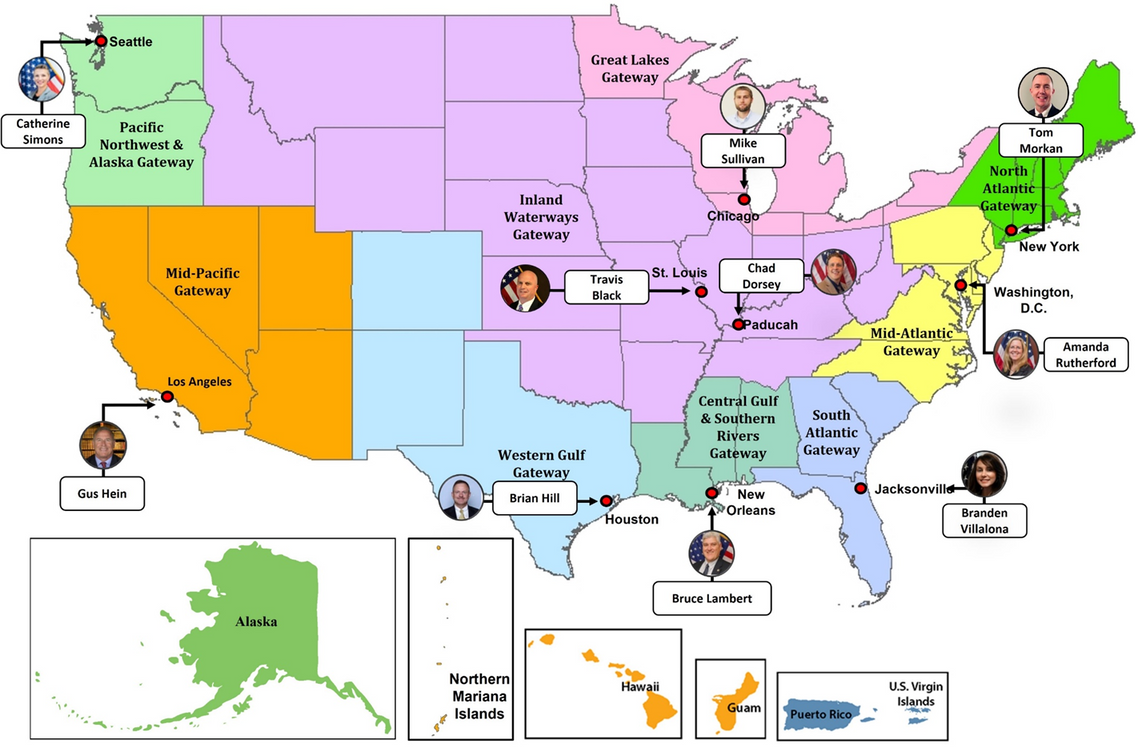 Seattle
Catherine
Simons
Pacific
Northwest &
Alaska Gateway
Great Lakes
Gateway
Mike
Sullivan
Chicago
Tom
Morkan
North
Atlantic
Gateway
New York
Inland
Waterways
Gateway
Mid-Pacific
Gateway
Travis
Black
St. Louis
Chad
Dorsey
Paducah
Washington,
D.C.
Mid-Atlantic
Gateway
Amanda
Rutherford
Los Angeles
Gus Hein
Central Gulf
& Southern
Rivers
Gateway
South
Atlantic
Gateway
Western Gulf
Gateway
Brian Hill
Houston
New
Orleans
Bruce Lambert
Jacksonville
Branden
Villalona
Alaska
Northern
Mariana
Islands
Hawaii
Guam
Puerto Rico
U.S. Virgin
Islands